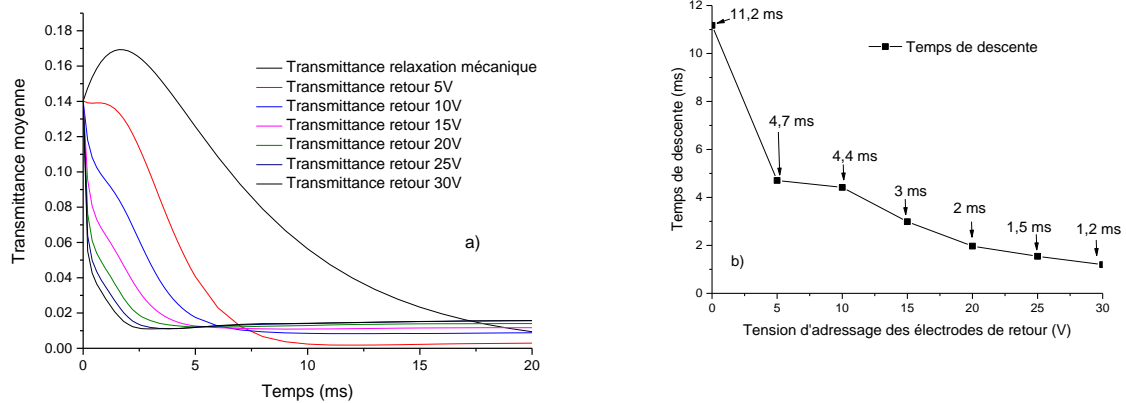 0.18
0.16
0.14
0.12
0.10
0.08
0.06
0.04
0.02
0.00
Transmittance moyenne
0
5
10
15
20
Temps (ms)
Transmittance relaxation mécanique
Transmittance retour 5V
Transmittance retour 10V
Transmittance retour 15V
Transmittance retour 20V
Transmittance retour 25V
Transmittance retour 30V
a)
12
10
8
6
4
2
0
Temps de descente (ms)
0
5
10
15
20
25
30
Tension d'adressage des électrodes de retour (V)
Temps de descente
11,2 ms
4,7 ms
4,4 ms
3 ms
2 ms
1,5 ms
1,2 ms
b)